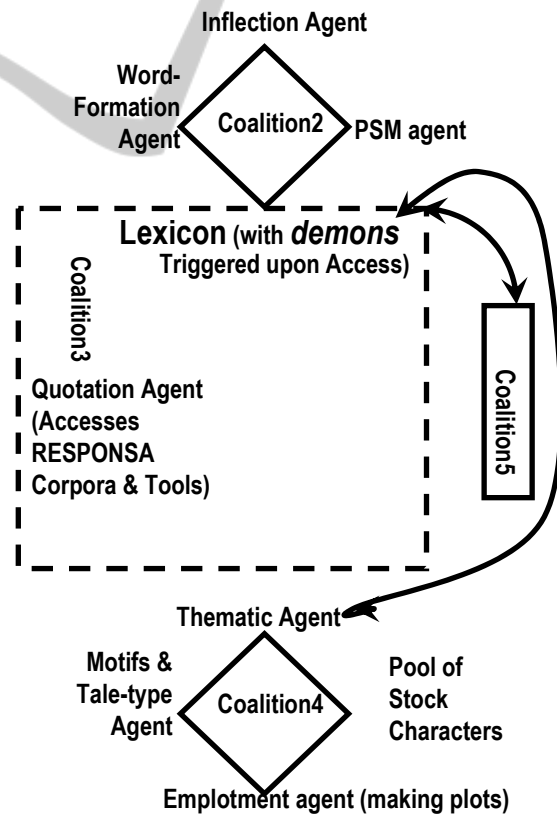 Inflection Agent
Word-
Formation
Agent
Coalition2
PSM agent
Lexicon (with demons
Triggered upon Access)
Coalition3
Quotation Agent
(Accesses
RESPONSA
Corpora & Tools)
Coalition5
Thematic Agent
Motifs &
Tale-type
Agent
Coalition4
Pool of
Stock
Characters
Emplotment agent (making plots)